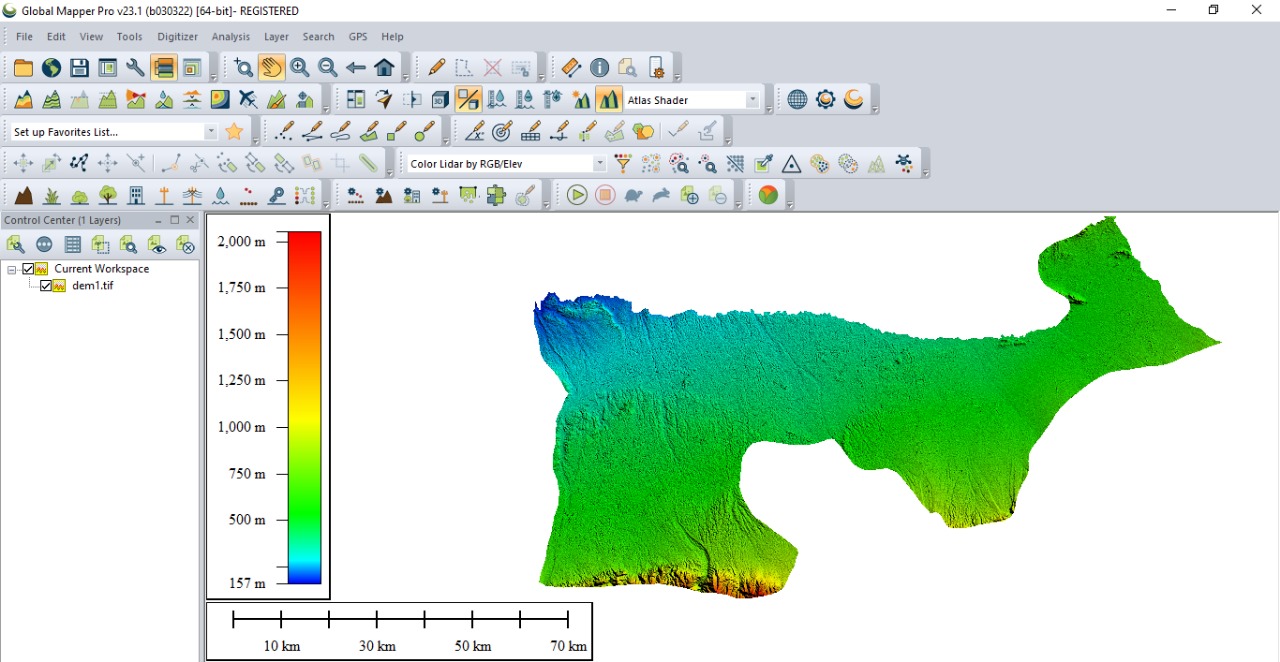 Global Mapper Pro v23.1 (b030322) [64-bit]- REGISTERED
File Edit View Tools Digitizer Analysis Layer Search GPS Help
Atlas Shader
Set up Favorites List...
Color Lidar by RGB/Elev
Control Center (1 Layers)
Current Workspace
dem1.tif
2,000 m
1,750 m
1,500 m
1,250 m
1,000 m
750 m
500 m
157 m
10 km 30 km 50 km 70 km